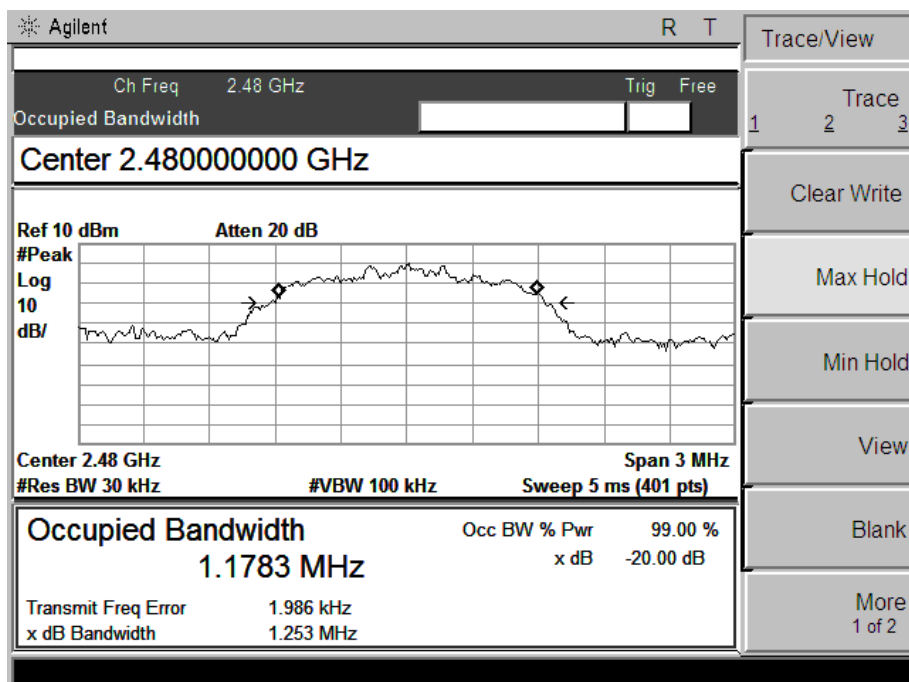 Agilent R T
Ch Freq 2.48 GHz Trig Free
Occupied Bandwidth
Center 2.480000000 GHz
Ref 10 dBm Atten 20 dB
#Peak
Log
10
dB/
Center 2.48 GHz Span 3 MHz
#Res BW 30 kHz #VBW 100 kHz Sweep 5 ms (401 pts)
Occupied Bandwidth
1.1783 MHz
Occ BW % Pwr 99.00 %
x dB -20.00 dB
Transmit Freq Error 1.986 kHz
x dB Bandwidth 1.253 MHz
Trace/View
Trace
1 2 3
Clear Write
Max Hold
Min Hold
View
Blank
More
1 of 2